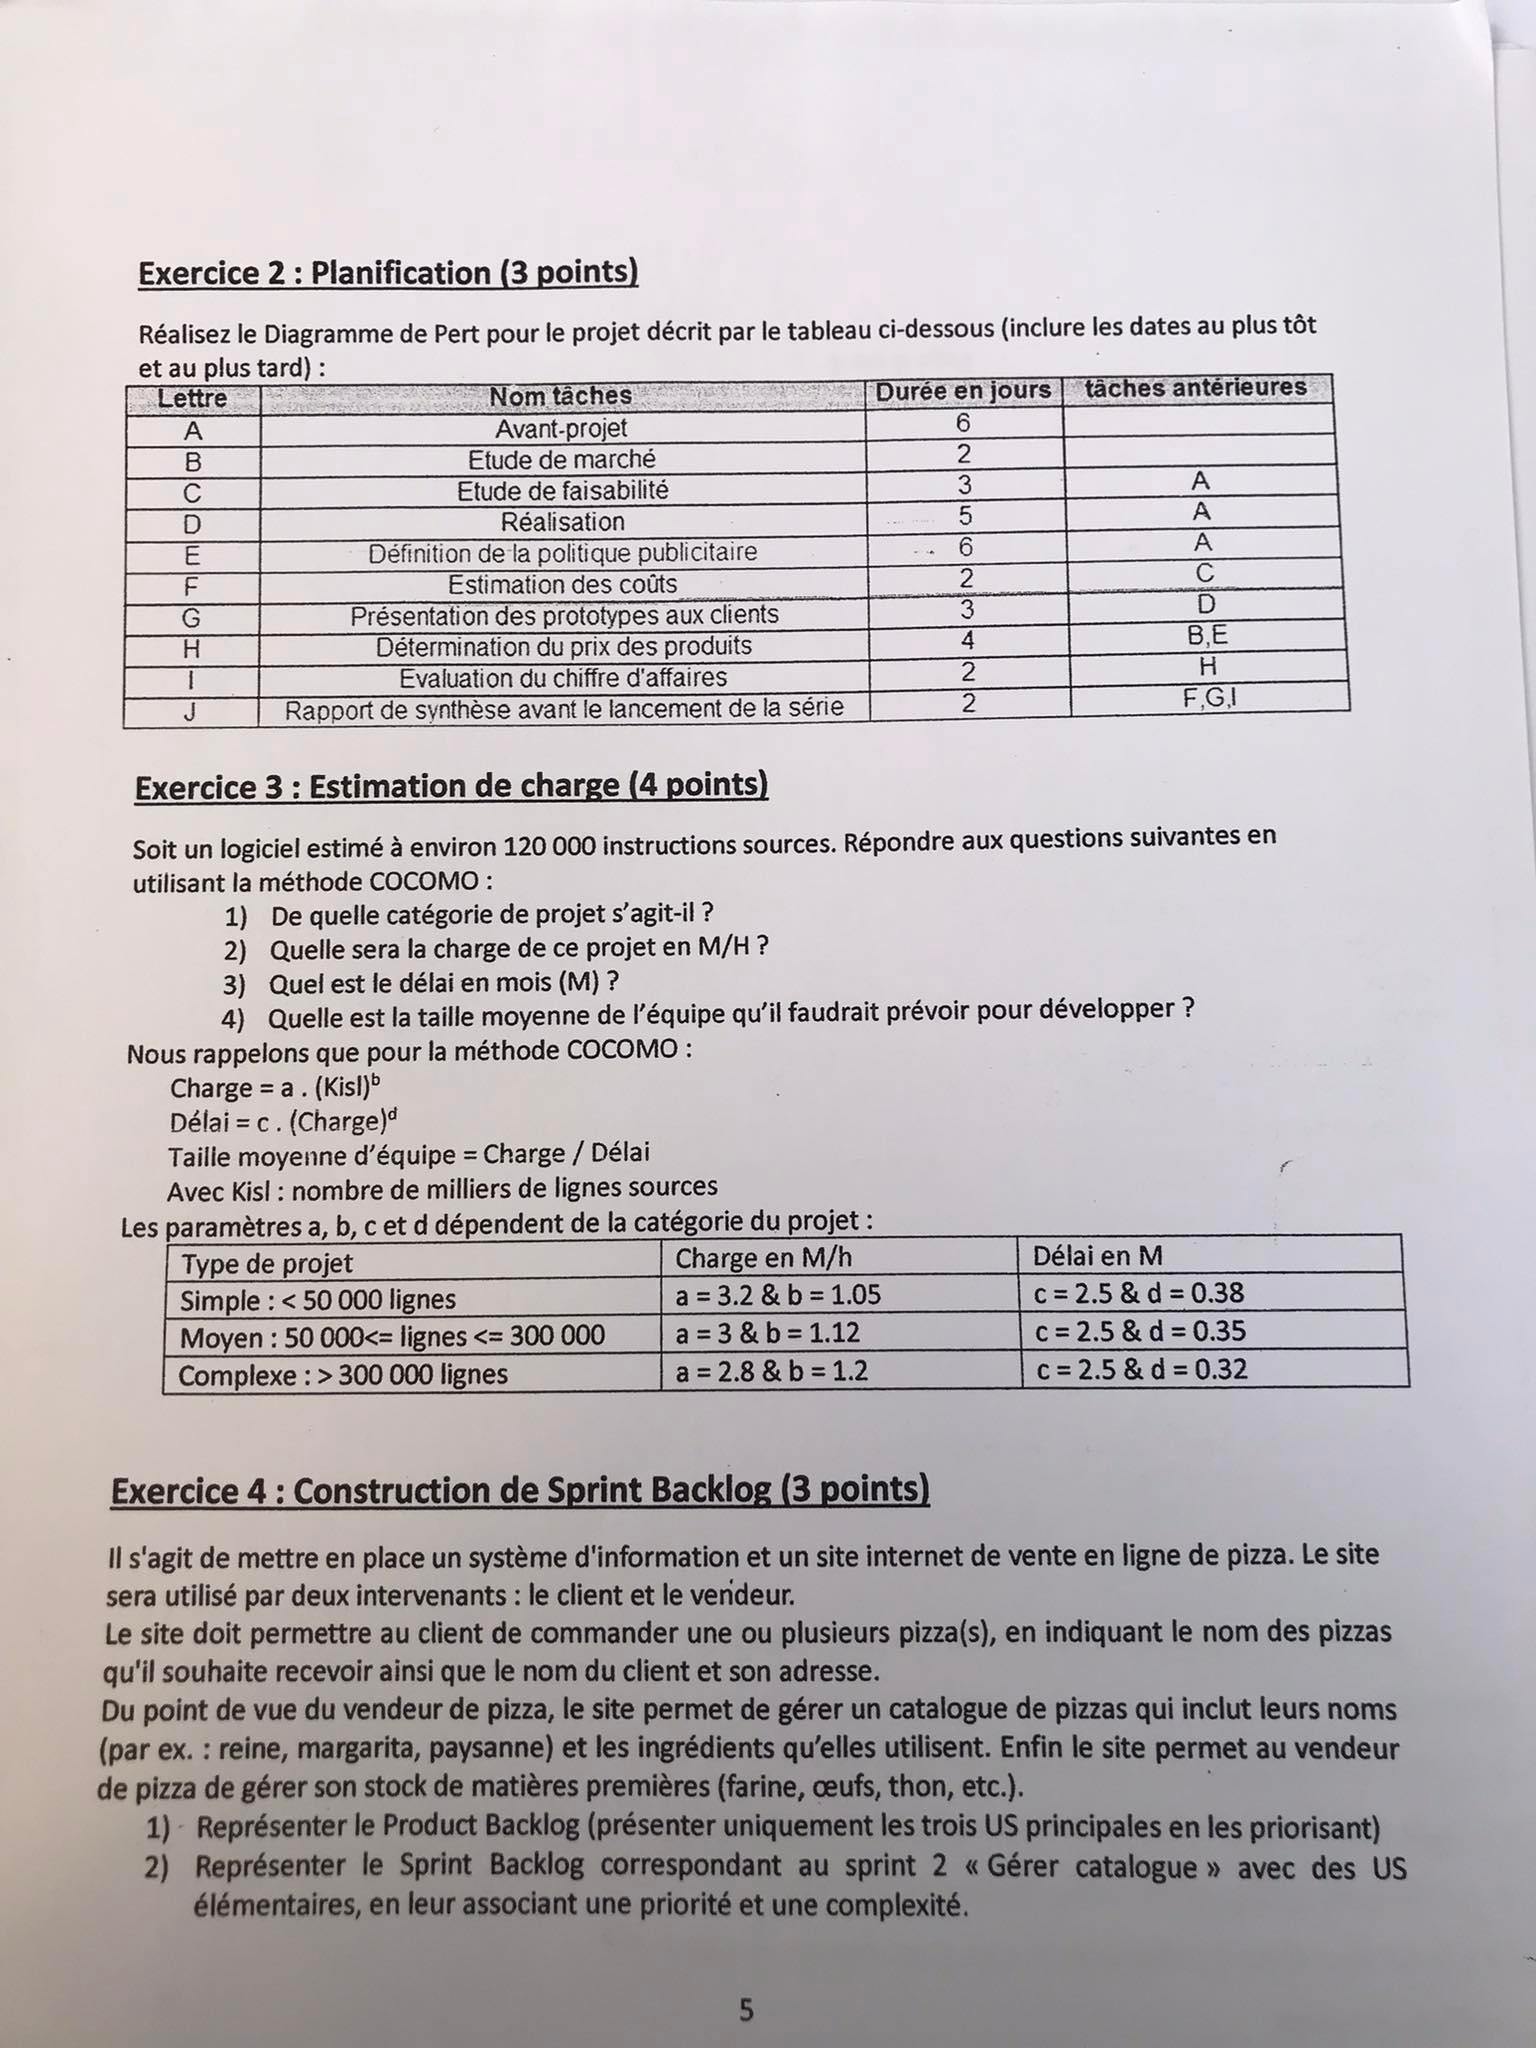 Exercice 2 : Planification (3 points)
Réalisez le Diagramme de Pert pour le projet décrit par le tableau ci-dessous (inclure les dates au plus tôt
et au plus tard) :
Lettre Nom tâches Durée en jours tâches antérieures
A Avant-projet 6
B Etude de marché 2
C Etude de faisabilité 3 A
D Réalisation 5 A
E Définition de la politique publicitaire 6 A
F Estimation des coûts 2 C
G Présentation des prototypes aux clients 3 D
H Détermination du prix des produits 4 B,E
I Evaluation du chiffre d'affaires 2 H
J Rapport de synthèse avant le lancement de la série 2 F,G,I
Exercice 3 : Estimation de charge (4 points)
Soit un logiciel estimé à environ 120 000 instructions sources. Répondre aux questions suivantes en
utilisant la méthode COCOMO :
1) De quelle catégorie de projet s’agit-il ?
2) Quelle sera la charge de ce projet en M/H ?
3) Quel est le délai en mois (M) ?
4) Quelle est la taille moyenne de l’équipe qu’il faudrait prévoir pour développer ?
Nous rappelons que pour la méthode COCOMO :
Charge = a . (Kisl)ᵇ
Délai = c . (Charge)ᵈ
Taille moyenne d’équipe = Charge / Délai
Avec Kisl : nombre de milliers de lignes sources
Les paramètres a, b, c et d dépendent de la catégorie du projet :
Type de projet Charge en M/h Délai en M
Simple : < 50 000 lignes a = 3.2 & b = 1.05 c = 2.5 & d = 0.38
Moyen : 50 000<= lignes <= 300 000 a = 3 & b = 1.12 c = 2.5 & d = 0.35
Complexe : > 300 000 lignes a = 2.8 & b = 1.2 c = 2.5 & d = 0.32
Exercice 4 : Construction de Sprint Backlog (3 points)
Il s'agit de mettre en place un système d'information et un site internet de vente en ligne de pizza. Le site
sera utilisé par deux intervenants : le client et le vendeur.
Le site doit permettre au client de commander une ou plusieurs pizza(s), en indiquant le nom des pizzas
qu'il souhaite recevoir ainsi que le nom du client et son adresse.
Du point de vue du vendeur de pizza, le site permet de gérer un catalogue de pizzas qui inclut leurs noms
(par ex. : reine, margarita, paysanne) et les ingrédients qu’elles utilisent. Enfin le site permet au vendeur
de pizza de gérer son stock de matières premières (farine, œufs, thon, etc.).
1) Représenter le Product Backlog (présenter uniquement les trois US principales en les priorisant)
2) Représenter le Sprint Backlog correspondant au sprint 2 « Gérer catalogue » avec des US
élémentaires, en leur associant une priorité et une complexité.
5